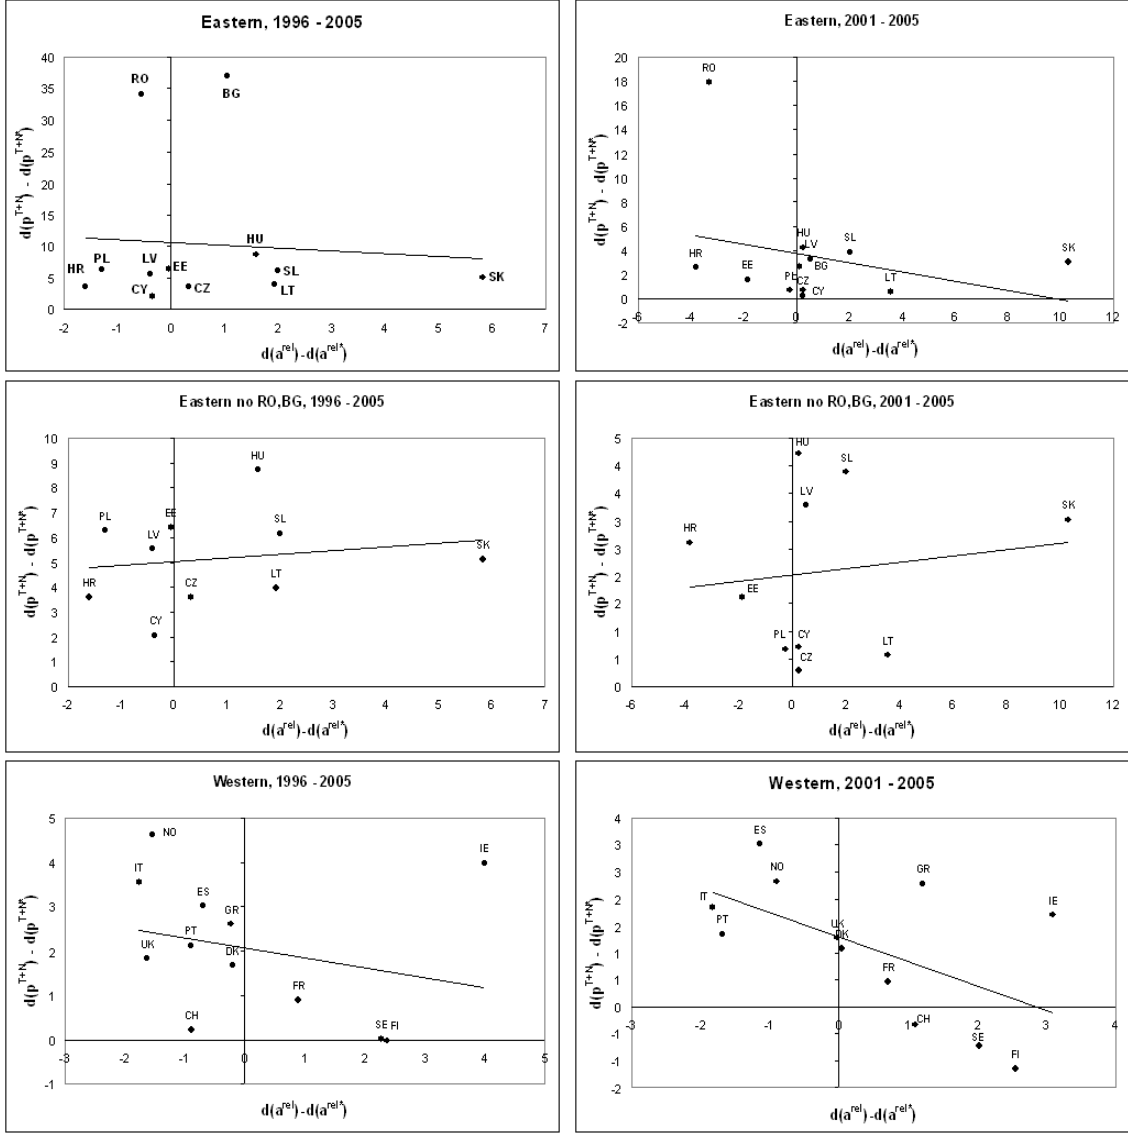 Eastern, 1996 - 2005
d(p^T+N) - d(p^T+N*)
40
35
30
25
20
15
10
5
0
RO
BG
HU
HR
PL
LV
EE
CY
CZ
SL
LT
SK
-2 -1 0 1 2 3 4 5 6 7
d(a^rel)-d(a^rel*)
Eastern, 2001 - 2005
d(p^T+N) - d(p^T+N*)
20
18
16
14
12
10
8
6
4
2
0
-2
RO
HU
LV
SL
SK
HR
EE
BG
PL
CZ
CY
LT
-6 -4 -2 0 2 4 6 8 10 12
d(a^rel)-d(a^rel*)
Eastern no RO,BG, 1996 - 2005
d(p^T+N) - d(p^T+N*)
10
9
8
7
6
5
4
3
2
1
0
HU
PL
EE
LV
SL
SK
HR
CZ
LT
CY
-2 -1 0 1 2 3 4 5 6 7
d(a^rel)-d(a^rel*)
Eastern no RO,BG, 2001 - 2005
d(p^T+N) - d(p^T+N*)
5
4
4
3
3
2
2
1
1
0
HU
SL
LV
SK
HR
EE
PL
CY
CZ
LT
-6 -4 -2 0 2 4 6 8 10 12
d(a^rel)-d(a^rel*)
Western, 1996 - 2005
d(p^T+N) - d(p^T+N*)
5
4
3
2
1
0
-1
NO
IE
IT
ES
GR
UK
PT
DK
FR
CH
SE
FI
-3 -2 -1 0 1 2 3 4 5
d(a^rel)-d(a^rel*)
Western, 2001 - 2005
d(p^T+N) - d(p^T+N*)
4
3
3
2
2
1
1
0
-1
-1
-2
ES
NO
GR
IT
IE
PT
UK
DK
FR
CH
SE
FI
-3 -2 -1 0 1 2 3 4
d(a^rel)-d(a^rel*)